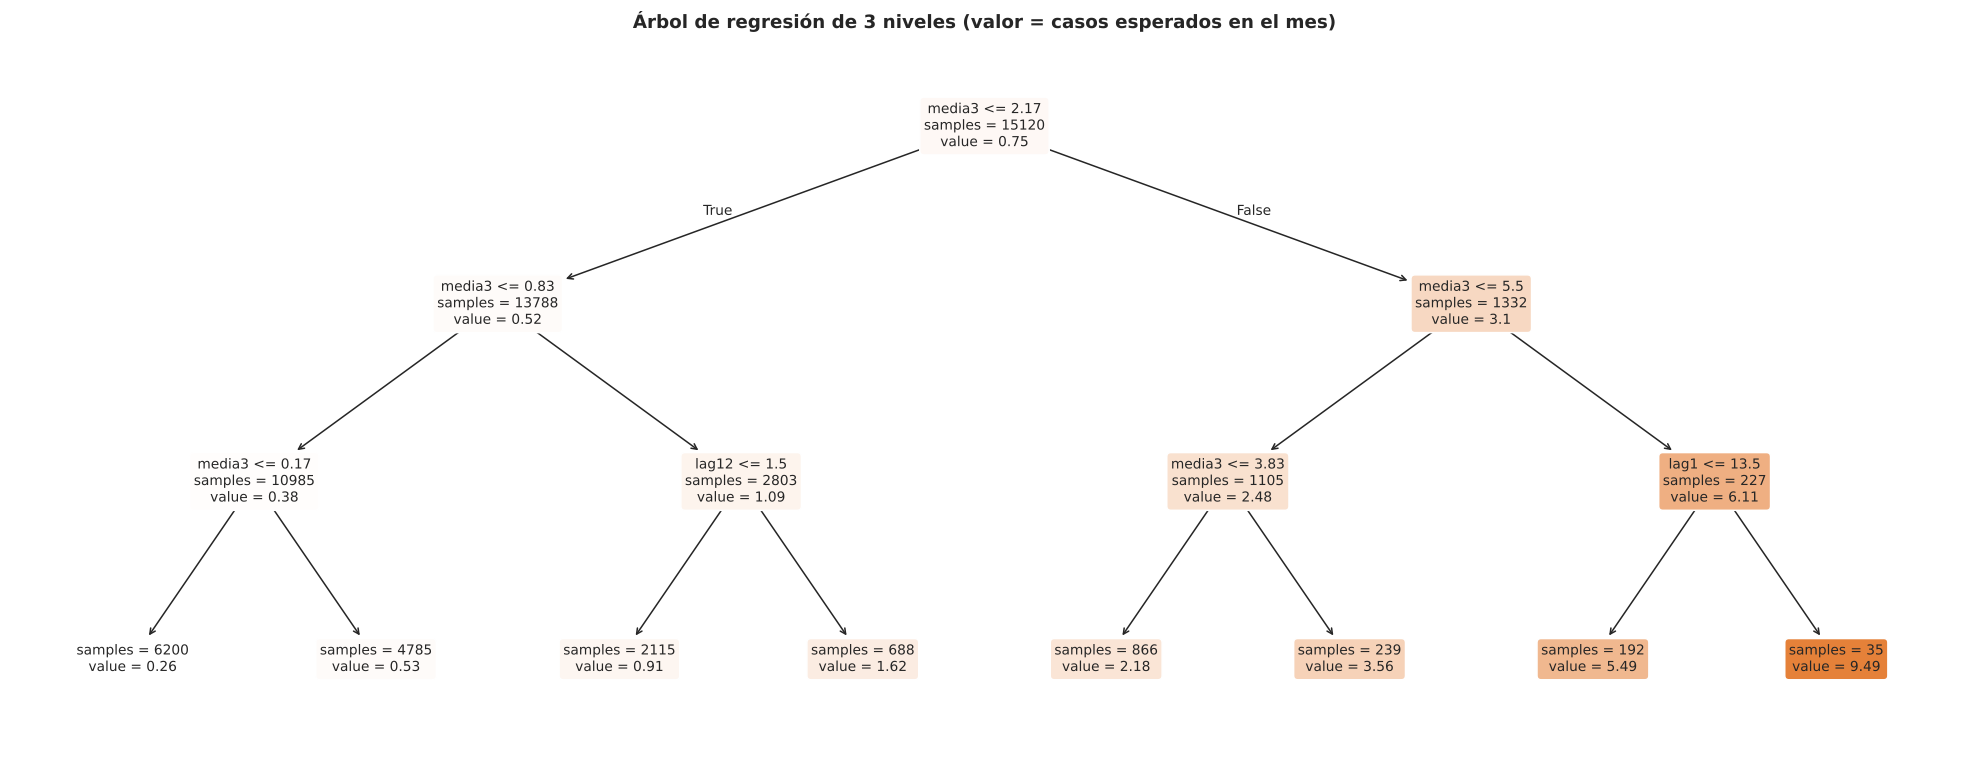 Árbol de regresión de 3 niveles (valor = casos esperados en el mes)
media3 <= 2.17
samples = 15120
value = 0.75
True
False
media3 <= 0.83
samples = 13788
value = 0.52
media3 <= 5.5
samples = 1332
value = 3.1
media3 <= 0.17
samples = 10985
value = 0.38
lag12 <= 1.5
samples = 2803
value = 1.09
media3 <= 3.83
samples = 1105
value = 2.48
lag1 <= 13.5
samples = 227
value = 6.11
samples = 6200
value = 0.26
samples = 4785
value = 0.53
samples = 2115
value = 0.91
samples = 688
value = 1.62
samples = 866
value = 2.18
samples = 239
value = 3.56
samples = 192
value = 5.49
samples = 35
value = 9.49